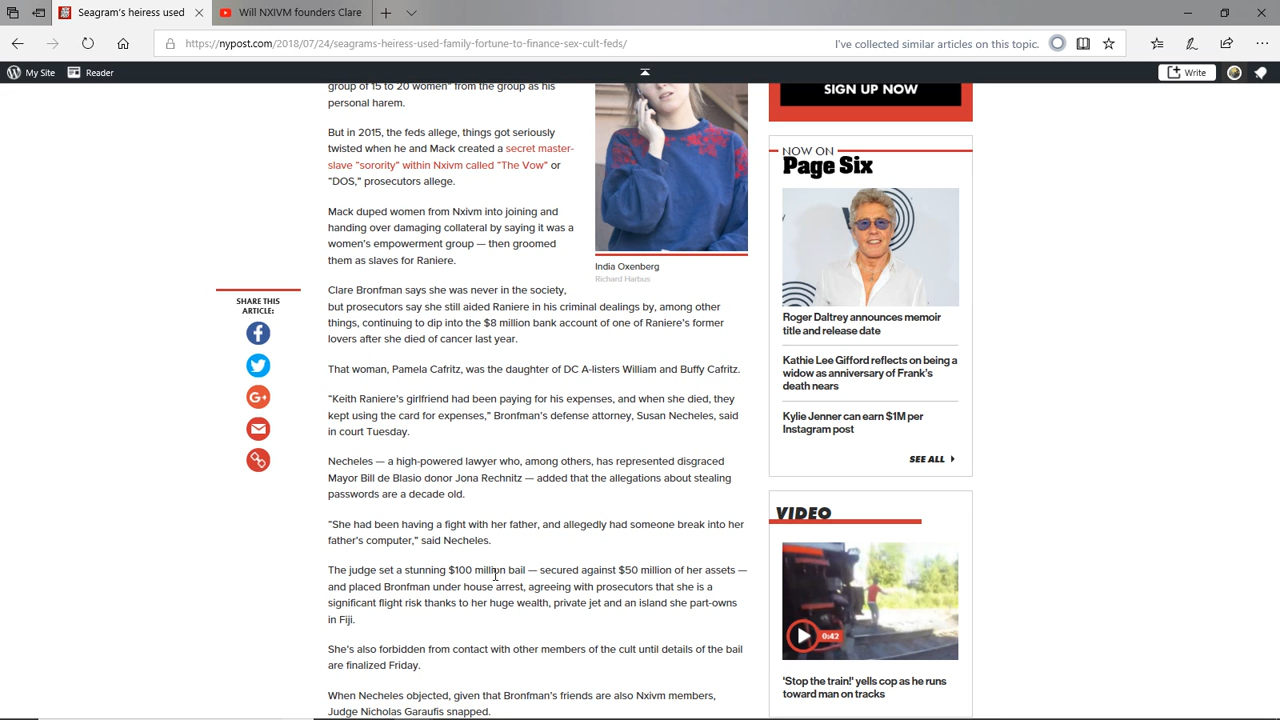 Seagram's heiress used
Will NXIVM founders Clare
https://nypost.com/2018/07/24/seagrams-heiress-used-family-fortune-to-finance-sex-cult-feds/
I've collected similar articles on this topic.
My Site
Reader
Write
group of 15 to 20 women" from the group as his
personal harem.
But in 2015, the feds allege, things got seriously
twisted when he and Mack created a secret master-
slave "sorority" within Nxivm called "The Vow" or
"DOS," prosecutors allege.
Mack duped women from Nxivm into joining and
handing over damaging collateral by saying it was a
women's empowerment group — then groomed
them as slaves for Raniere.
India Oxenberg
Richard Harbus
Clare Bronfman says she was never in the society,
but prosecutors say she still aided Raniere in his criminal dealings by, among other
things, continuing to dip into the $8 million bank account of one of Raniere's former
lovers after she died of cancer last year.
That woman, Pamela Cafritz, was the daughter of DC A-listers William and Buffy Cafritz.
"Keith Raniere's girlfriend had been paying for his expenses, and when she died, they
kept using the card for expenses," Bronfman's defense attorney, Susan Necheles, said
in court Tuesday.
Necheles — a high-powered lawyer who, among others, has represented disgraced
Mayor Bill de Blasio donor Jona Rechnitz — added that the allegations about stealing
passwords are a decade old.
"She had been having a fight with her father, and allegedly had someone break into her
father's computer," said Necheles.
The judge set a stunning $100 million bail — secured against $50 million of her assets —
and placed Bronfman under house arrest, agreeing with prosecutors that she is a
significant flight risk thanks to her huge wealth, private jet and an island she part-owns
in Fiji.
She's also forbidden from contact with other members of the cult until details of the bail
are finalized Friday.
When Necheles objected, given that Bronfman's friends are also Nxivm members,
Judge Nicholas Garaufis snapped.
SHARE THIS
ARTICLE:
SIGN UP NOW
NOW ON
Page Six
Roger Daltrey announces memoir
title and release date
Kathie Lee Gifford reflects on being a
widow as anniversary of Frank's
death nears
Kylie Jenner can earn $1M per
Instagram post
SEE ALL
VIDEO
0:42
'Stop the train!' yells cop as he runs
toward man on tracks